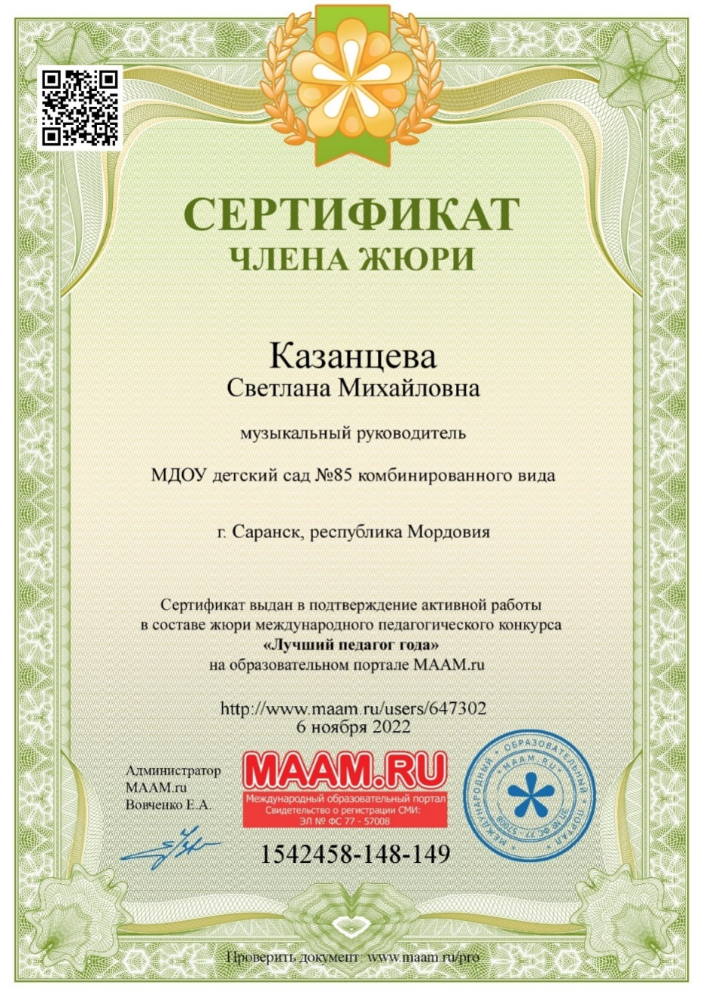 СЕРТИФИКАТ
ЧЛЕНА ЖЮРИ
Казанцева
Светлана Михайловна
музыкальный руководитель
МДОУ детский сад №85 комбинированного вида
г. Саранск, республика Мордовия
Сертификат выдан в подтверждение активной работы
в составе жюри международного педагогического конкурса
«Лучший педагог года»
на образовательном портале MAAM.ru
http://www.maam.ru/users/647302
6 ноября 2022
Администратор
MAAM.ru
Вовченко Е.А.
MAAM.RU
Международный образовательный портал
Свидетельство о регистрации СМИ:
ЭЛ № ФС 77 - 57008
1542458-148-149
МЕЖДУНАРОДНЫЙ * ОБРАЗОВАТЕЛЬНЫЙ * ПОРТАЛ *
* MAAM.RU * ЭЛ № ФС 77 - 57008
Проверить документ: www.maam.ru/pro